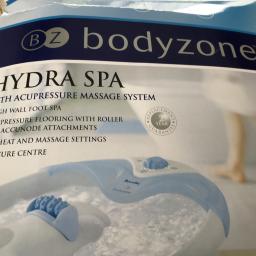 BZ bodyzone
HYDRA SPA
TH ACUPRESSURE MASSAGE SYSTEM
GH WALL FOOT SPA
PRESSURE FLOORING WITH ROLLER
ACCUNODE ATTACHMENTS
HEAT AND MASSAGE SETTINGS
URE CENTRE